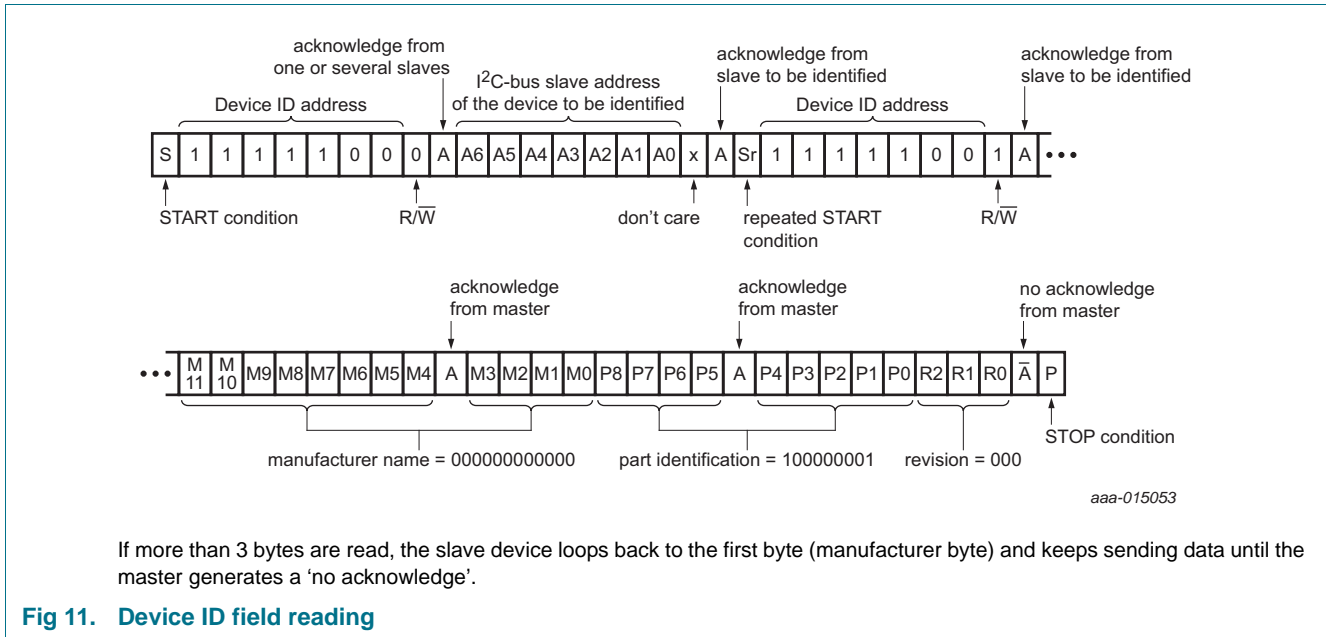 acknowledge from
one or several slaves
I2C-bus slave address
of the device to be identified
acknowledge from
slave to be identified
acknowledge from
slave to be identified
Device ID address
Device ID address
S 1 1 1 1 1 0 0 0 A A6 A5 A4 A3 A2 A1 A0 x A Sr 1 1 1 1 1 0 0 1 A •••
START condition
R/W̅
don't care
repeated START
condition
R/W̅
acknowledge
from master
acknowledge
from master
no acknowledge
from master
••• M11 M10 M9 M8 M7 M6 M5 M4 A M3 M2 M1 M0 P8 P7 P6 P5 A P4 P3 P2 P1 P0 R2 R1 R0 A̅ P
STOP condition
manufacturer name = 000000000000
part identification = 100000001
revision = 000
aaa-015053
If more than 3 bytes are read, the slave device loops back to the first byte (manufacturer byte) and keeps sending data until the
master generates a ‘no acknowledge’.
Fig 11. Device ID field reading